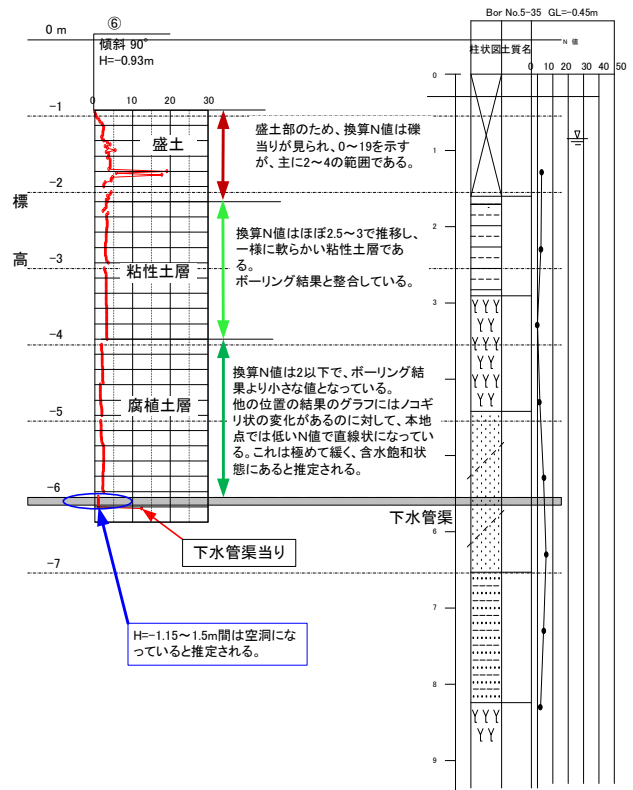 Bor No.5-35 GL=-0.45m
⑥
0 m
傾斜 90°
H=-0.93m
N 値
柱状図土質名
0 10 20 30 40 50
0 10 20 30
標高
-1
-2
-3
-4
-5
-6
-7
盛土
粘性土層
腐植土層
盛土部のため、換算N値は礫
当りが見られ、0～19を示す
が、主に2～4の範囲である。
換算N値はほぼ2.5～3で推移し、
一様に軟らかい粘性土層であ
る。
ボーリング結果と整合している。
換算N値は2以下で、ボーリング結
果より小さな値となっている。
他の位置の結果のグラフにはノコギ
リ状の変化があるのに対して、本地
点では低いN値で直線状になってい
る。これは極めて緩く、含水飽和状
態にあると推定される。
下水管渠
下水管渠当り
H=-1.15～1.5m間は空洞にな
っていると推定される。
0
1
2
3
6
7
8
9